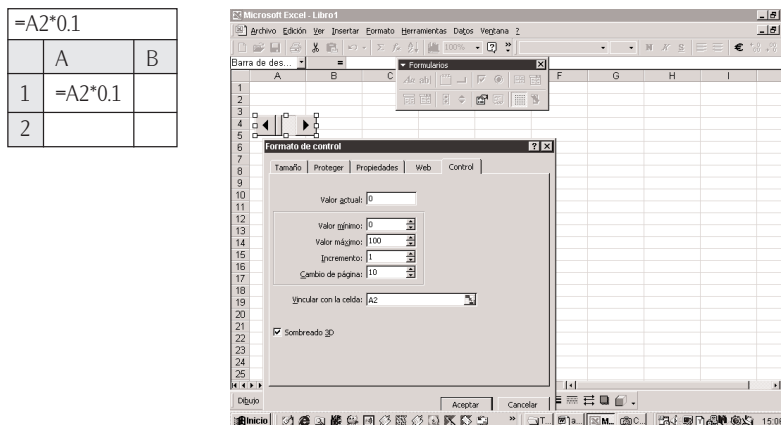 =A2*0.1
A B
1 =A2*0.1
2
Microsoft Excel - Libro1
Archivo Edición Ver Insertar Formato Herramientas Datos Ventana ?
100%
N K S
Barra de des... =
Formularios
A B C F G H I
1
2
3
4
5
6
7
8
9
10
11
12
13
14
15
16
17
18
19
20
21
22
23
24
25
Formato de control
Tamaño Proteger Propiedades Web Control
Valor actual: 0
Valor mínimo: 0
Valor máximo: 100
Incremento: 1
Cambio de página: 10
Vincular con la celda: A2
Sombreado 3D
Aceptar Cancelar
Dibujo
Inicio » T... a... M... C... 15:06